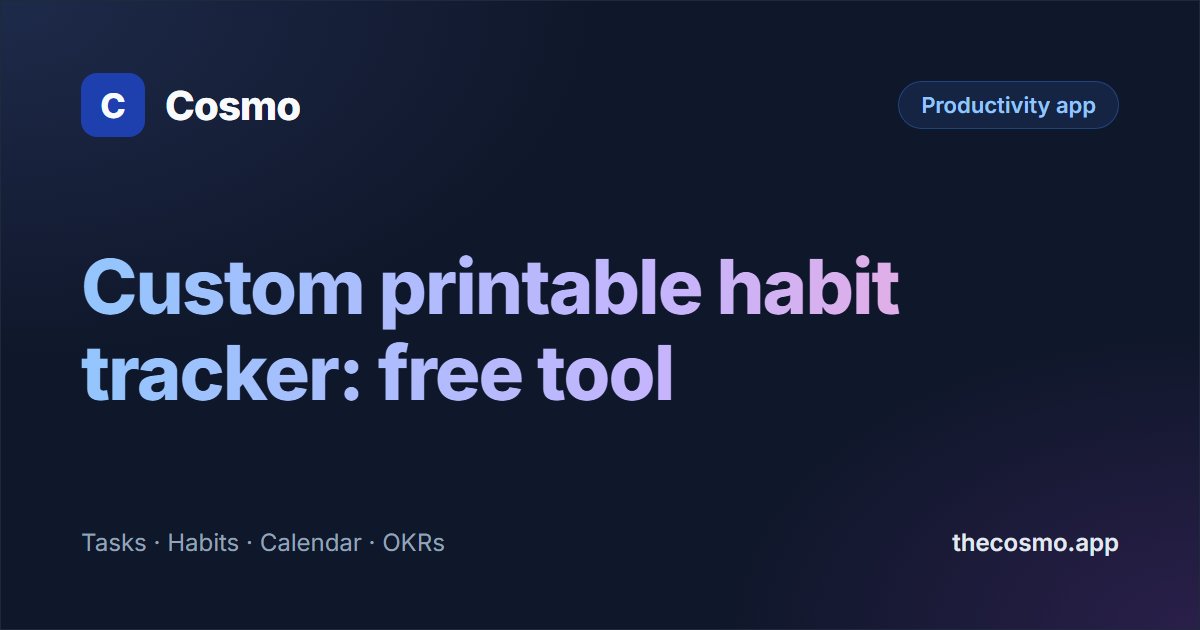 C
Cosmo
Productivity app
Custom printable habit
tracker: free tool
Tasks · Habits · Calendar · OKRs
thecosmo.app